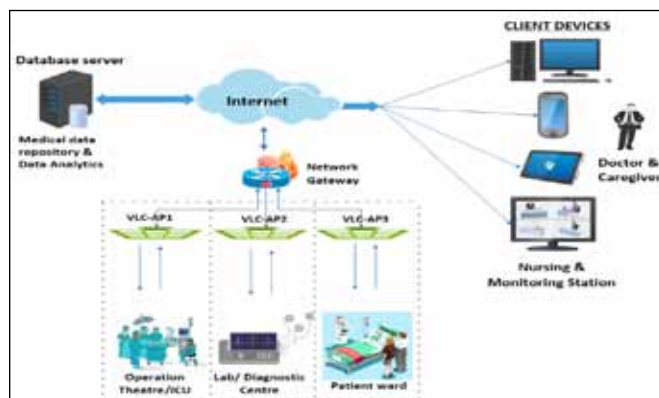 CLIENT DEVICES
Database server
Internet
Medical data
repository &
Data Analytics
Network
Gateway
Doctor &
Caregiver
VLC-AP1
VLC-AP2
VLC-AP3
Nursing &
Monitoring Station
Operation
Theatre/ICU
Lab/ Diagnostic
Centre
Patient ward